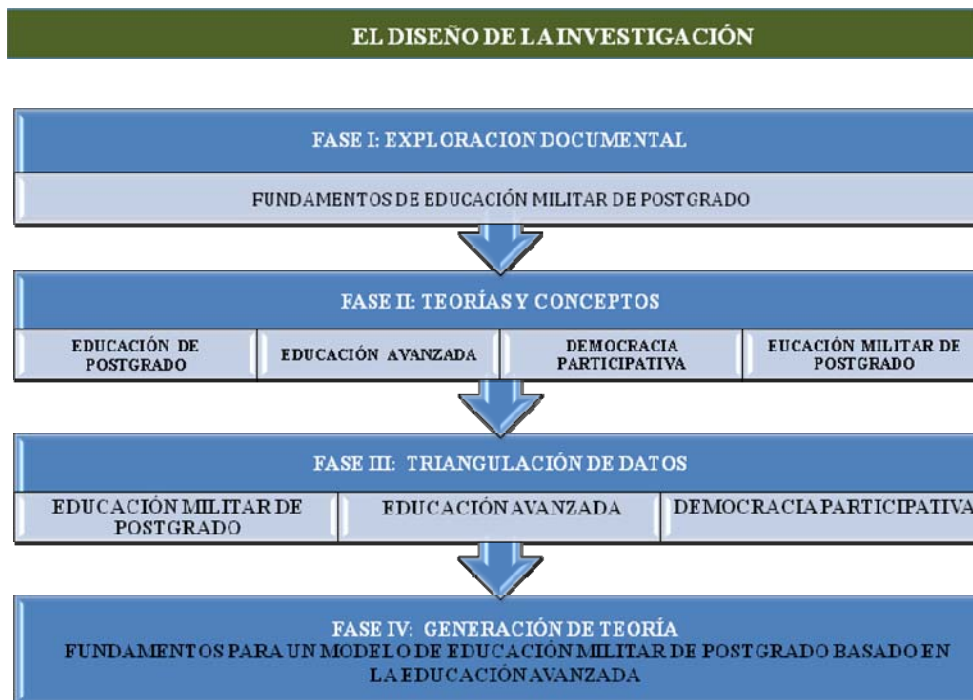 EL DISEÑO DE LA INVESTIGACIÓN
FASE I: EXPLORACION DOCUMENTAL
FUNDAMENTOS DE EDUCACIÓN MILITAR DE POSTGRADO
FASE II: TEORÍAS Y CONCEPTOS
EDUCACIÓN DE
POSTGRADO
EDUCACIÓN AVANZADA
DEMOCRACIA
PARTICIPATIVA
EUCACIÓN MILITAR DE
POSTGRADO
FASE III: TRIANGULACIÓN DE DATOS
EDUCACIÓN MILITAR DE
POSTGRADO
EDUCACIÓN AVANZADA
DEMOCRACIA PARTICIPATIVA
FASE IV: GENERACIÓN DE TEORÍA
FUNDAMENTOS PARA UN MODELO DE EDUCACIÓN MILITAR DE POSTGRADO BASADO EN
LA EDUCACIÓN AVANZADA